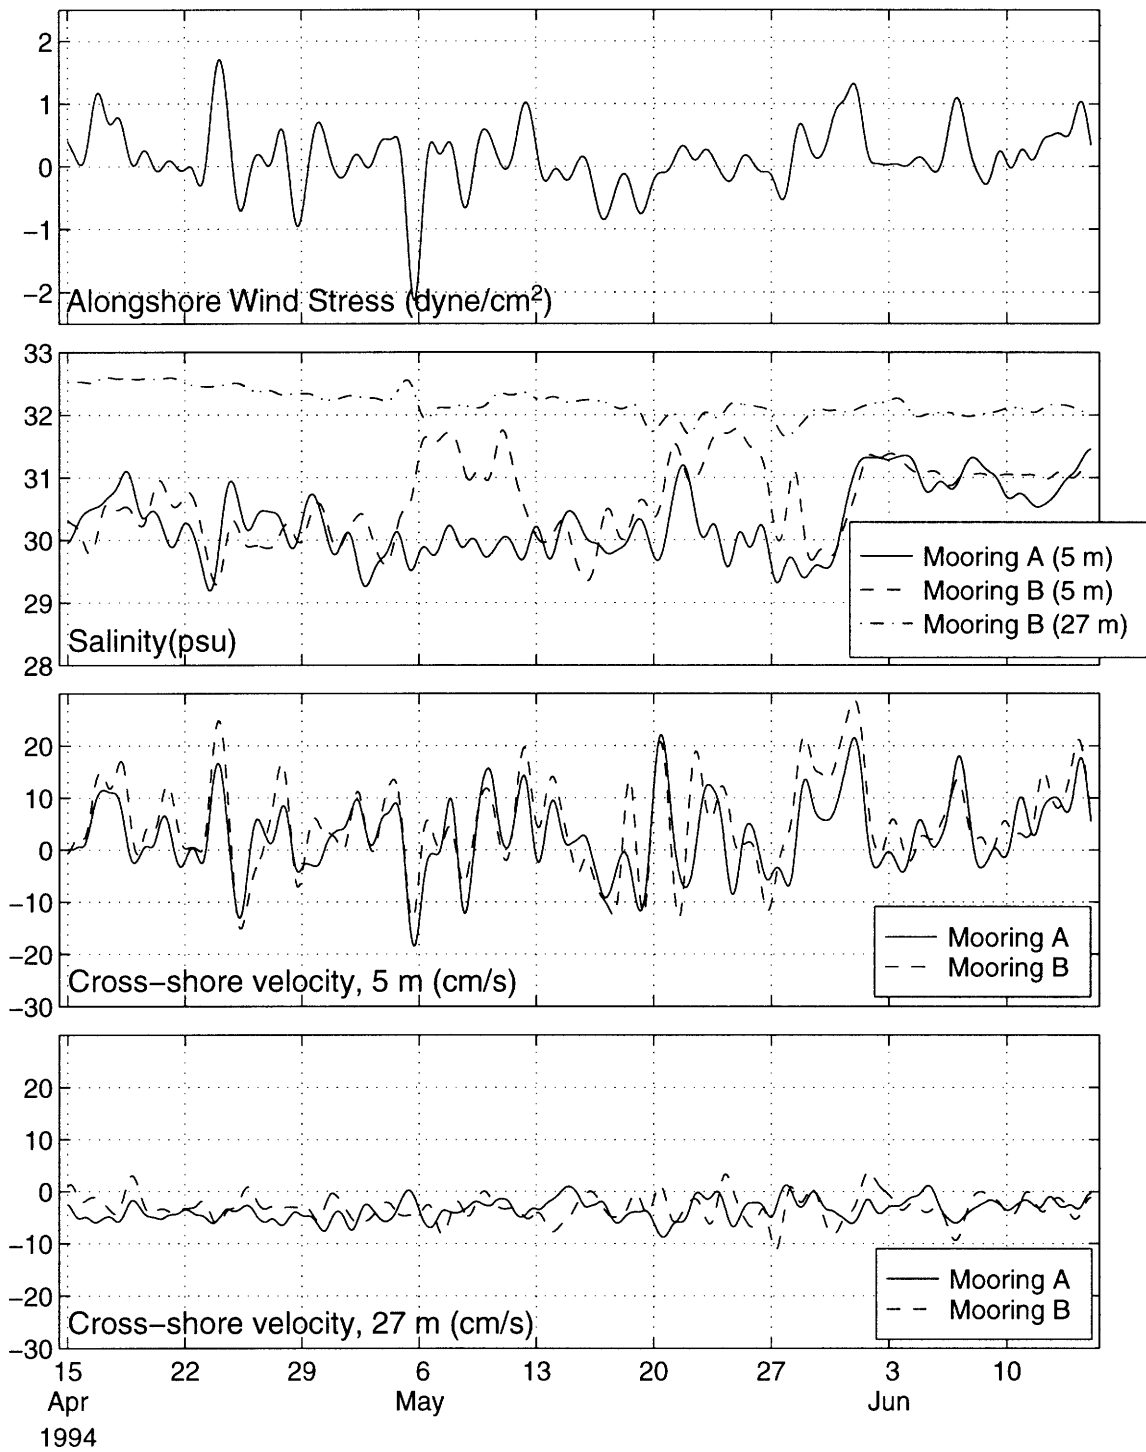 2
1
0
−1
−2
Alongshore Wind Stress (dyne/cm²)
33
32
31
30
29
28
Salinity(psu)
Mooring A (5 m)
Mooring B (5 m)
Mooring B (27 m)
20
10
0
−10
−20
−30
Cross−shore velocity, 5 m (cm/s)
Mooring A
Mooring B
20
10
0
−10
−20
−30
Cross−shore velocity, 27 m (cm/s)
Mooring A
Mooring B
15 22 29 6 13 20 27 3 10
Apr May Jun
1994